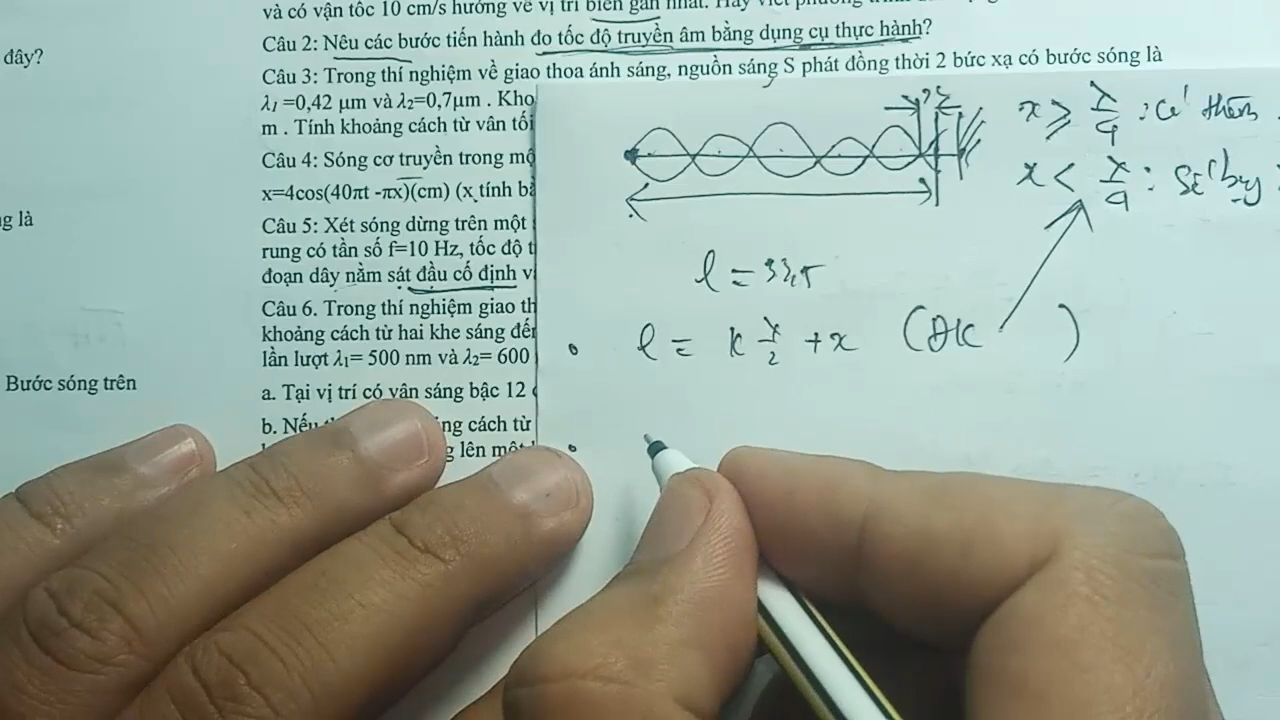 và có vận tốc 10 cm/s hướng về vị trí biên gần nhất. Hãy viết
đây?
Câu 2: Nêu các bước tiến hành đo tốc độ truyền âm bằng dụng cụ thực hành?
Câu 3: Trong thí nghiệm về giao thoa ánh sáng, nguồn sáng S phát đồng thời 2 bức xạ có bước sóng là
λ1 =0,42 μm và λ2=0,7μm . Kho
m . Tính khoảng cách từ vân tối
Câu 4: Sóng cơ truyền trong mộ
x=4cos(40πt -πx)(cm) (x tính bằ
g là
Câu 5: Xét sóng dừng trên một
rung có tần số f=10 Hz, tốc độ t
đoạn dây nằm sát đầu cố định v
Câu 6. Trong thí nghiệm giao th
khoảng cách từ hai khe sáng đến
lần lượt λ1= 500 nm và λ2= 600
Bước sóng trên
a. Tại vị trí có vân sáng bậc 12
b. Nếu ng cách từ
g lên một
x ≥ λ/4 : có thêm
x < λ/4 :
l = 33,5
l = k λ/2 + x (ĐK )